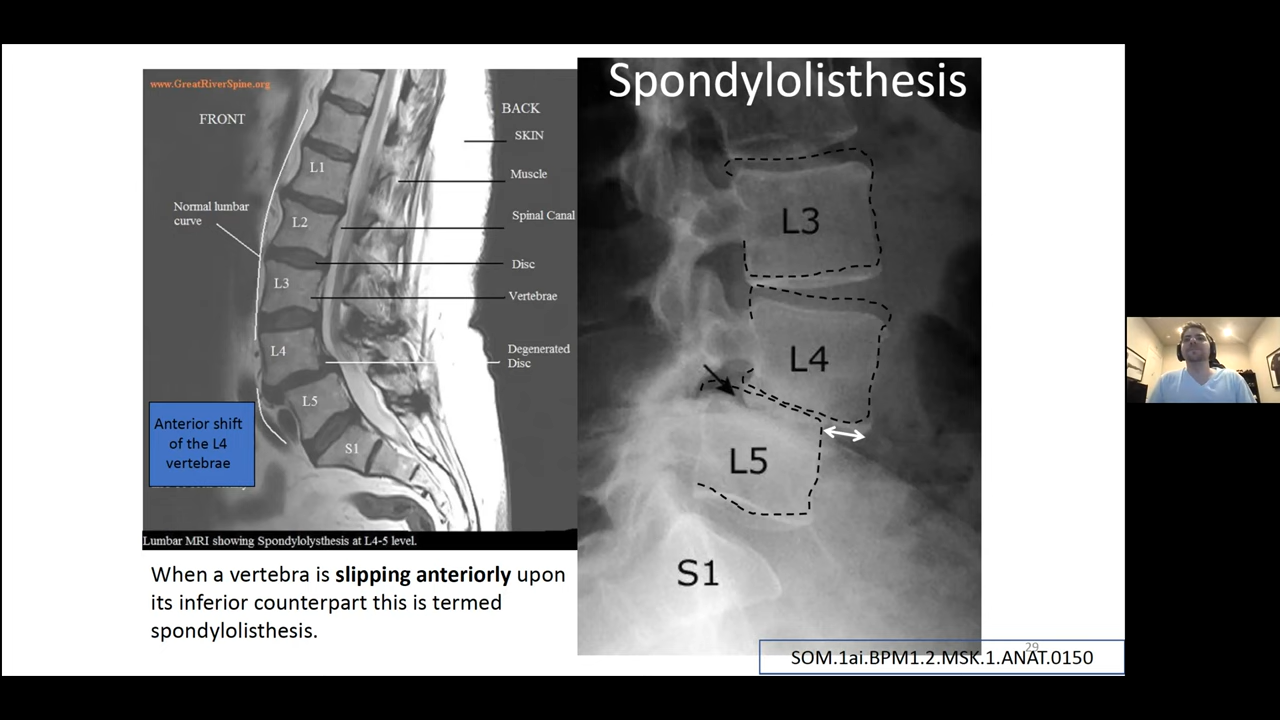 Spondylolisthesis
www.GreatRiverSpine.org
FRONT
BACK
SKIN
L1
Muscle
Normal lumbar
curve
L2
Spinal Canal
Disc
L3
Vertebrae
L4
Degenerated
Disc
L5
S1
Anterior shift
of the L4
vertebrae
Lumbar MRI showing Spondylolysthesis at L4-5 level.
L3
L4
L5
S1
When a vertebra is slipping anteriorly upon
its inferior counterpart this is termed
spondylolisthesis.
29
SOM.1ai.BPM1.2.MSK.1.ANAT.0150